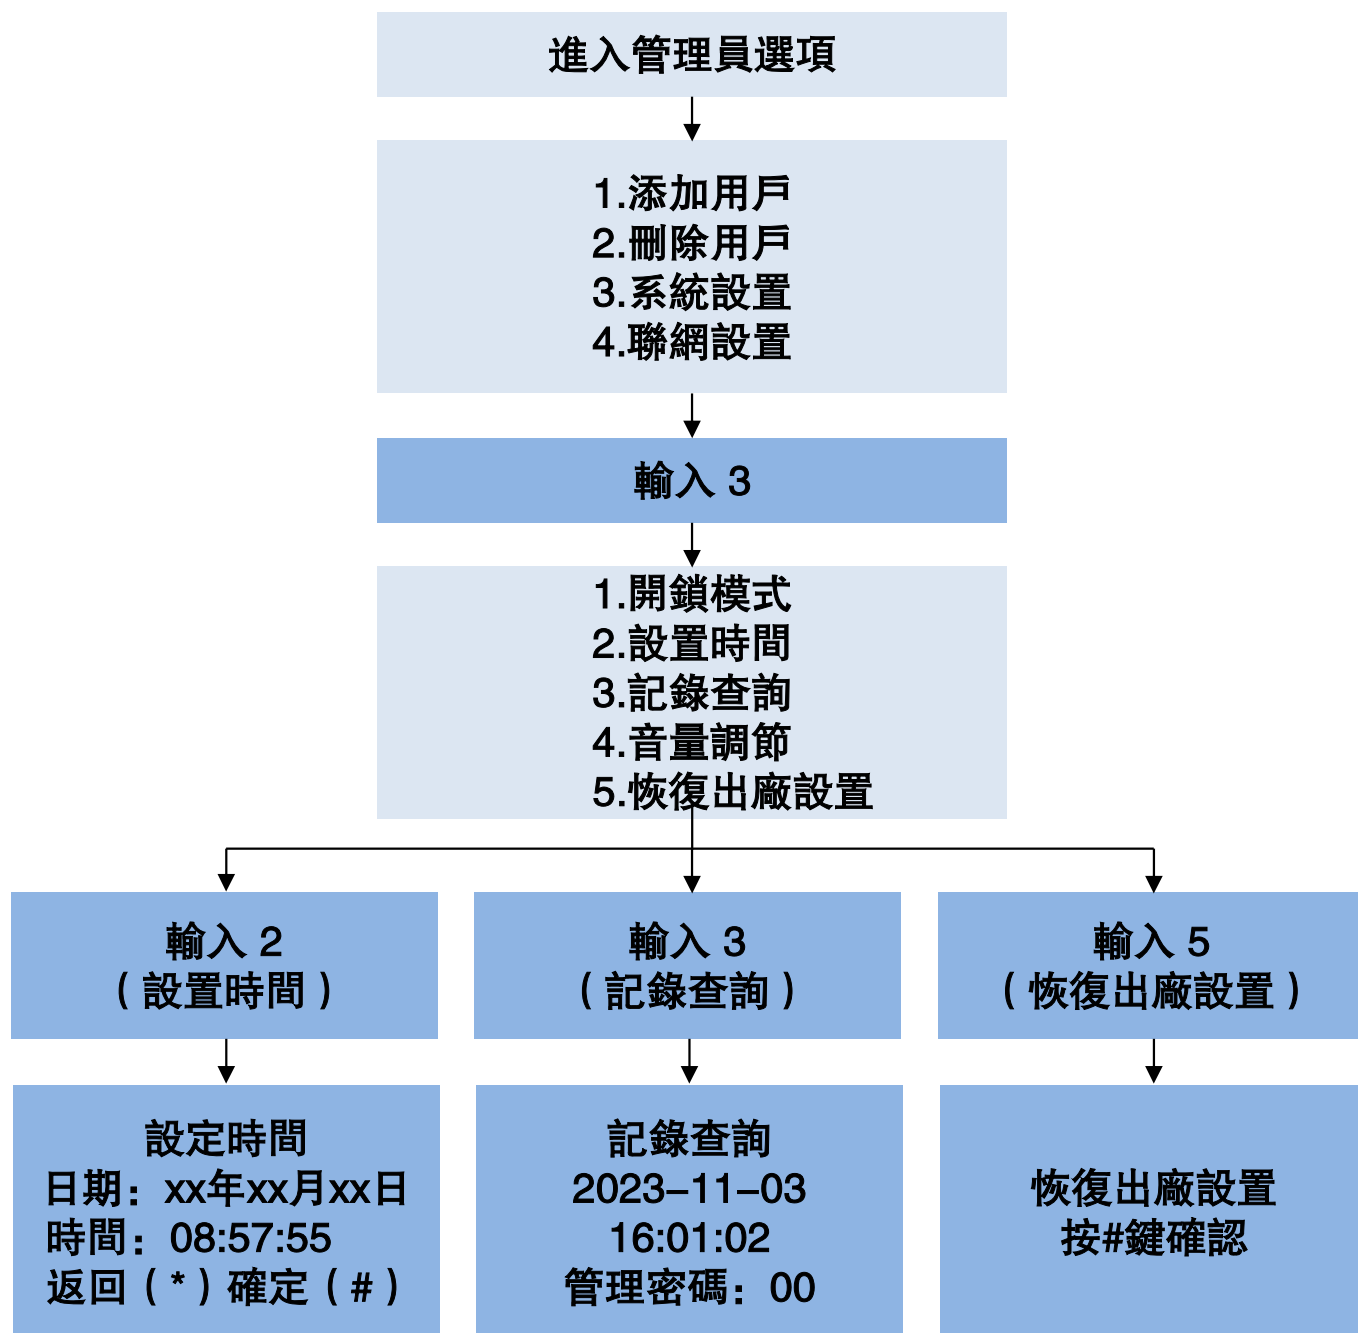 進入管理員選項
1.添加用戶
2.刪除用戶
3.系統設置
4.聯網設置
輸入 3
1.開鎖模式
2.設置時間
3.記錄查詢
4.音量調節
5.恢復出廠設置
輸入 2
（設置時間）
輸入 3
（記錄查詢）
輸入 5
（恢復出廠設置）
設定時間
日期：xx年xx月xx日
時間：08:57:55
返回（*）確定（#）
記錄查詢
2023–11–03
16:01:02
管理密碼：00
恢復出廠設置
按#鍵確認